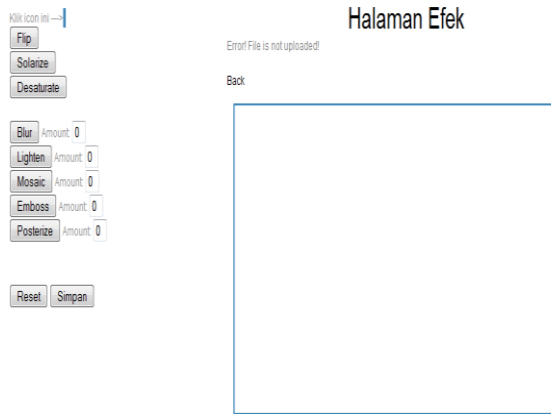 Klik icon ini --->
Flip
Solarize
Desaturate
Blur Amount 0
Lighten Amount 0
Mosaic Amount 0
Emboss Amount 0
Posterize Amount 0
Reset Simpan
Halaman Efek
Error! File is not uploaded!
Back